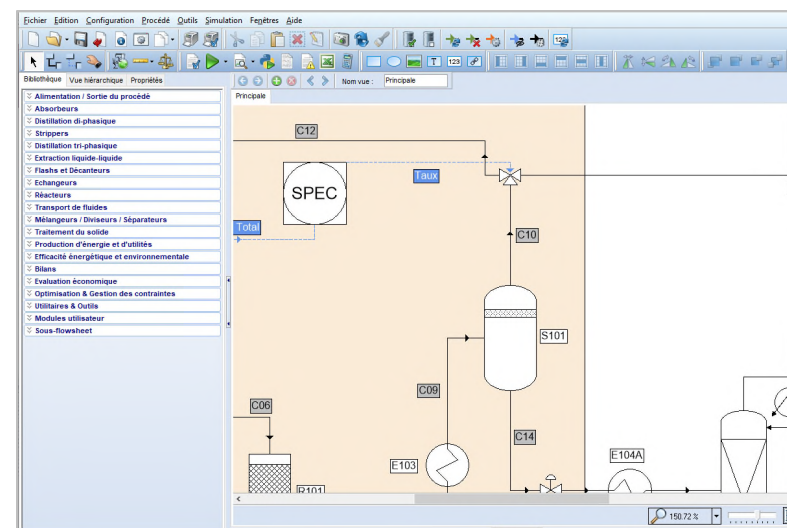 Fichier Edition Configuration Procédé Outils Simulation Fenêtres Aide
Bibliothèque Vue hiérarchique Propriétés
Nom vue : Principale
Principale
Alimentation / Sortie du procédé
Absorbeurs
Distillation di-phasique
Strippers
Distillation tri-phasique
Extraction liquide-liquide
Flashs et Décanteurs
Echangeurs
Réacteurs
Transport de fluides
Mélangeurs / Diviseurs / Séparateurs
Traitement du solide
Production d'énergie et d'utilités
Efficacité énergétique et environnementale
Bilans
Evaluation économique
Optimisation & Gestion des contraintes
Utilitaires & Outils
Modules utilisateur
Sous-flowsheet
C12
Taux
SPEC
Total
C10
S101
C09
C06
C14
E103
E104A
R101
150.72 %